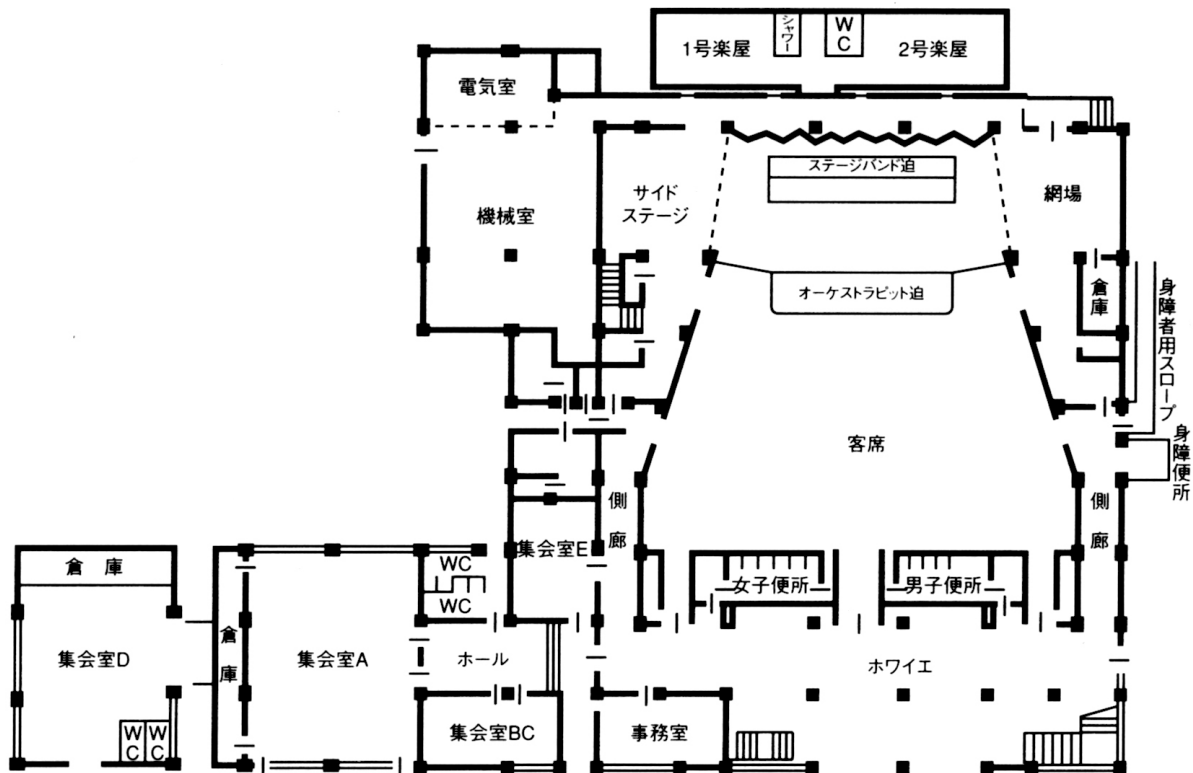 1号楽屋
シャワー
WC
2号楽屋
電気室
ステージバンド迫
サイド
ステージ
網場
機械室
オーケストラピット迫
倉庫
身障者用スロープ
客席
身障便所
側廊
側廊
集会室E
倉庫
WC
WC
女子便所
男子便所
倉庫
集会室D
集会室A
ホール
ホワイエ
WC
WC
集会室BC
事務室